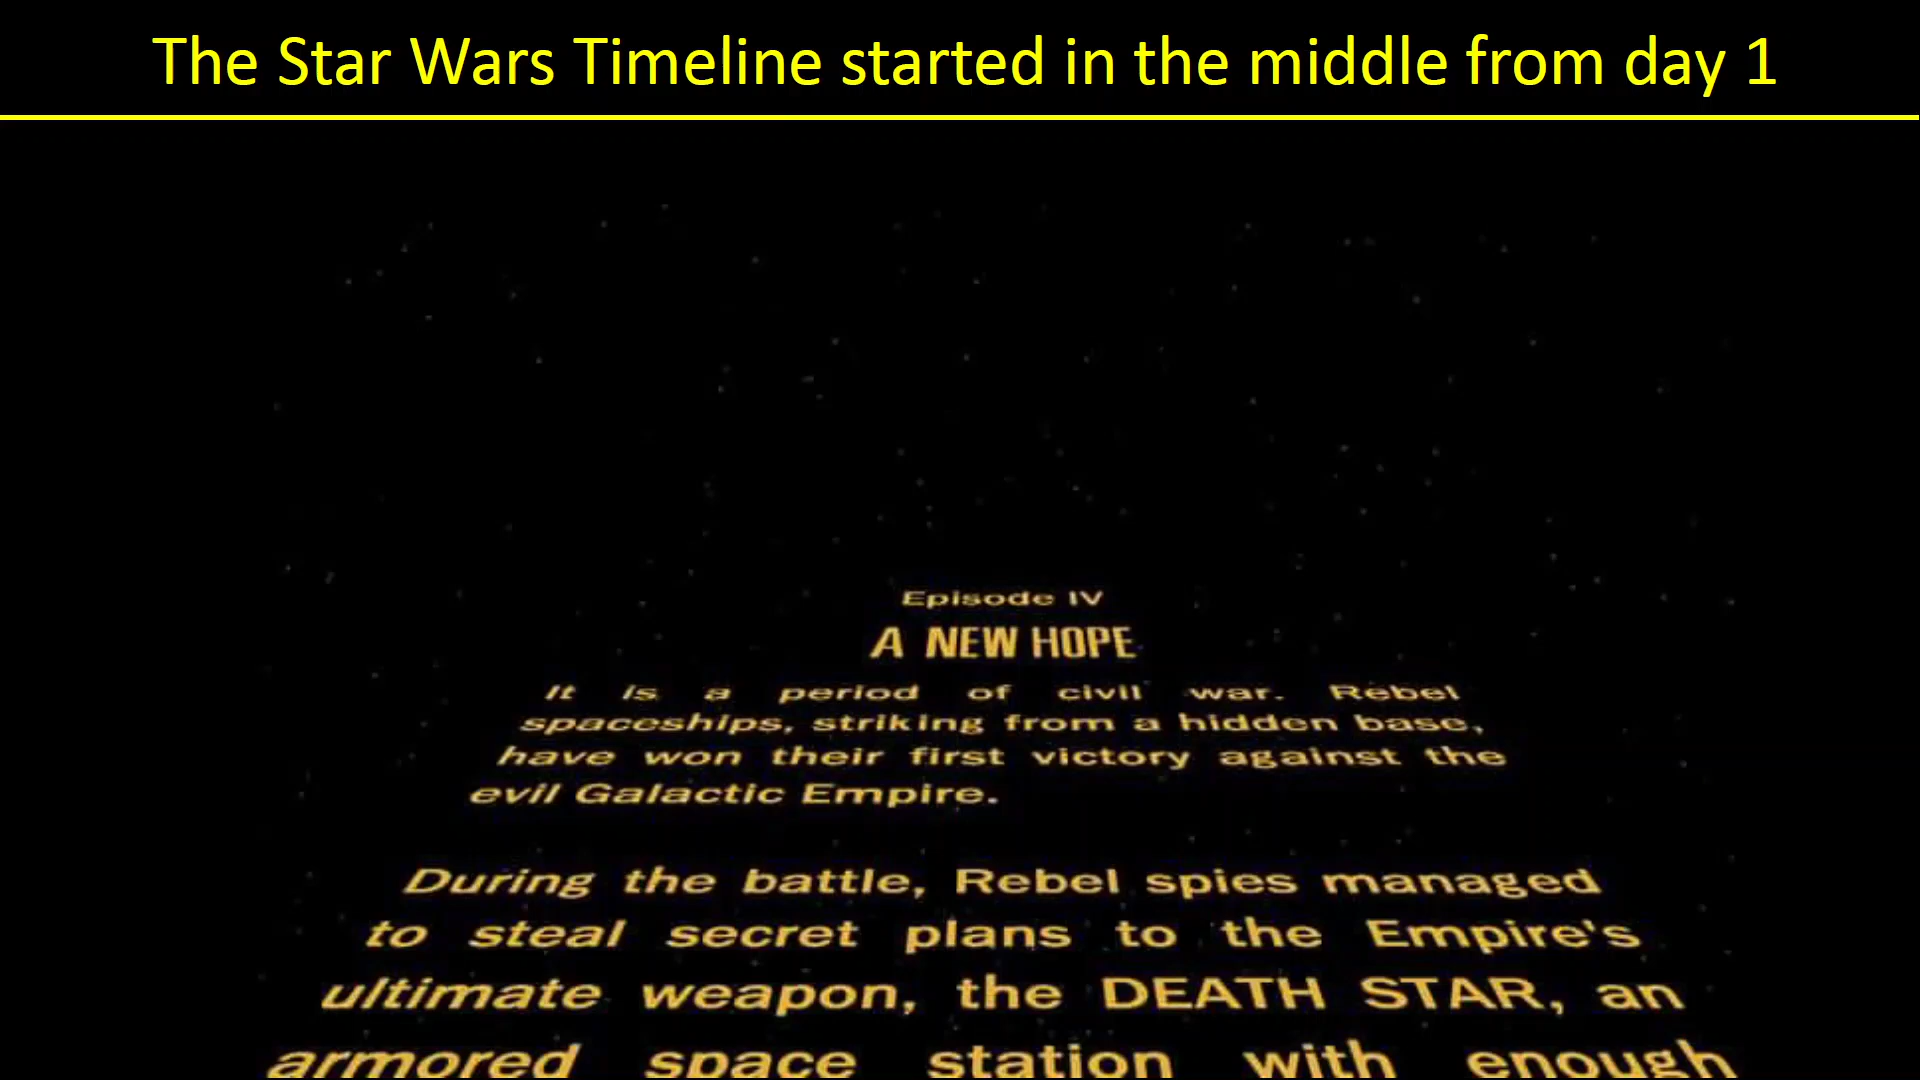 The Star Wars Timeline started in the middle from day 1
Episode IV
A NEW HOPE
It is a period of civil war. Rebel
spaceships, striking from a hidden base,
have won their first victory against the
evil Galactic Empire.
During the battle, Rebel spies managed
to steal secret plans to the Empire's
ultimate weapon, the DEATH STAR, an
armored space station with enough